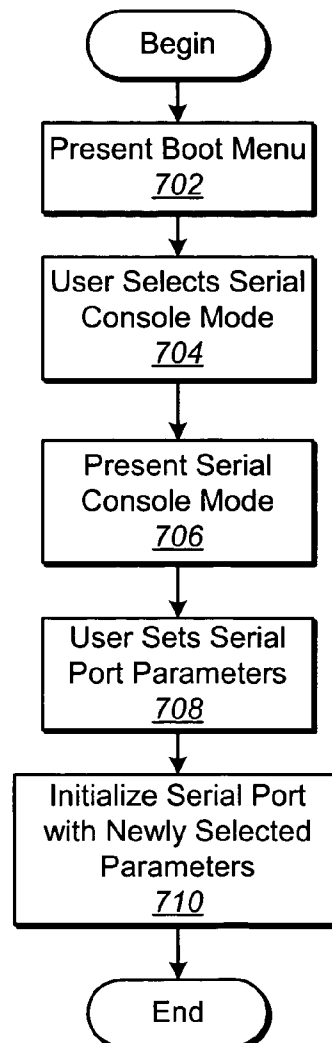 Begin
Present Boot Menu
702
User Selects Serial
Console Mode
704
Present Serial
Console Mode
706
User Sets Serial
Port Parameters
708
Initialize Serial Port
with Newly Selected
Parameters
710
End